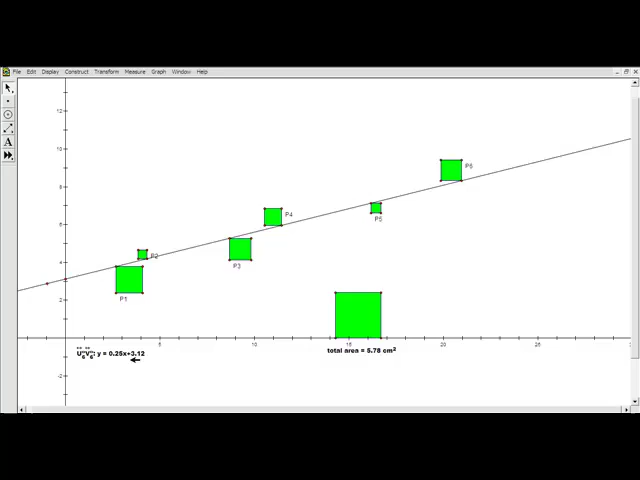 File Edit Display Construct Transform Measure Graph Window Help
A
12
10
8
6
4
2
-2
5
10
15
20
25
P6
P4
P5
P2
P3
P1
y = 0.25x+3.12
total area = 5.78 cm2